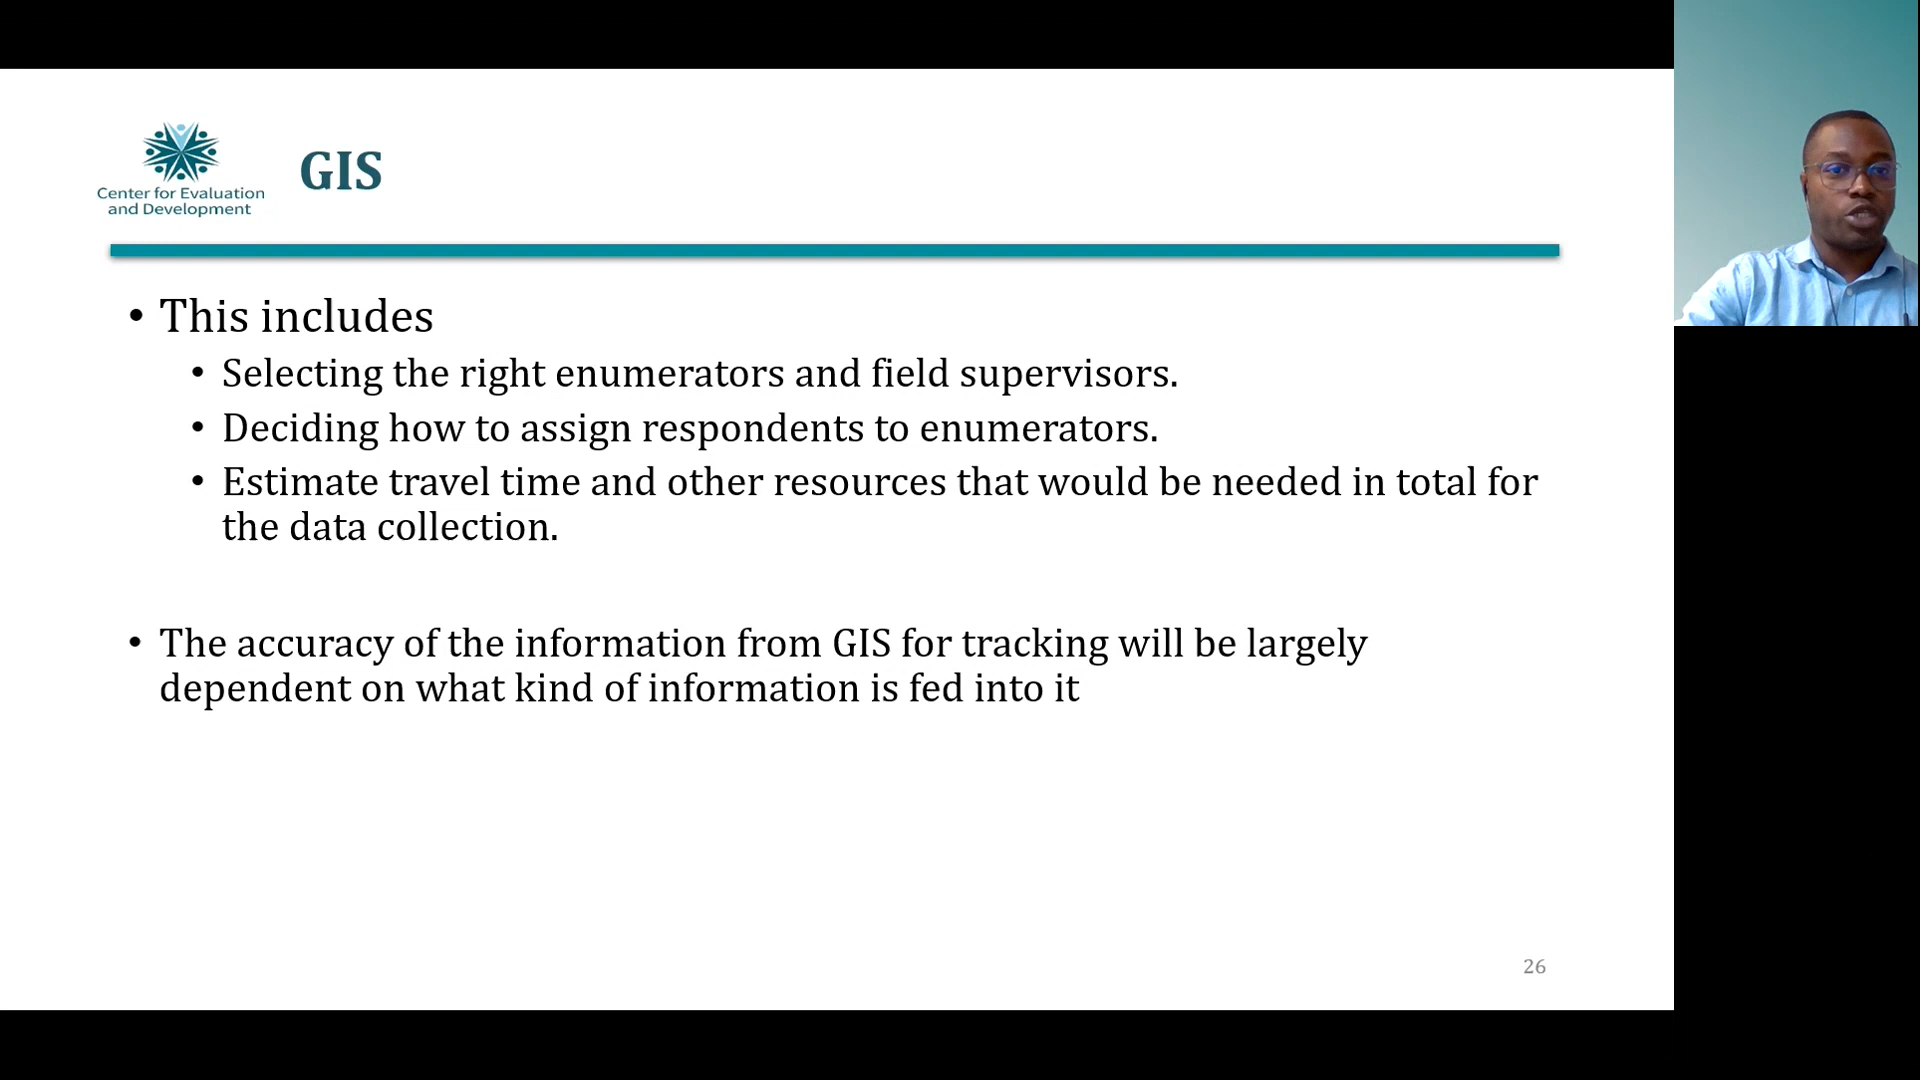 Center for Evaluation
and Development
GIS
• This includes
• Selecting the right enumerators and field supervisors.
• Deciding how to assign respondents to enumerators.
• Estimate travel time and other resources that would be needed in total for
the data collection.
• The accuracy of the information from GIS for tracking will be largely
dependent on what kind of information is fed into it
26